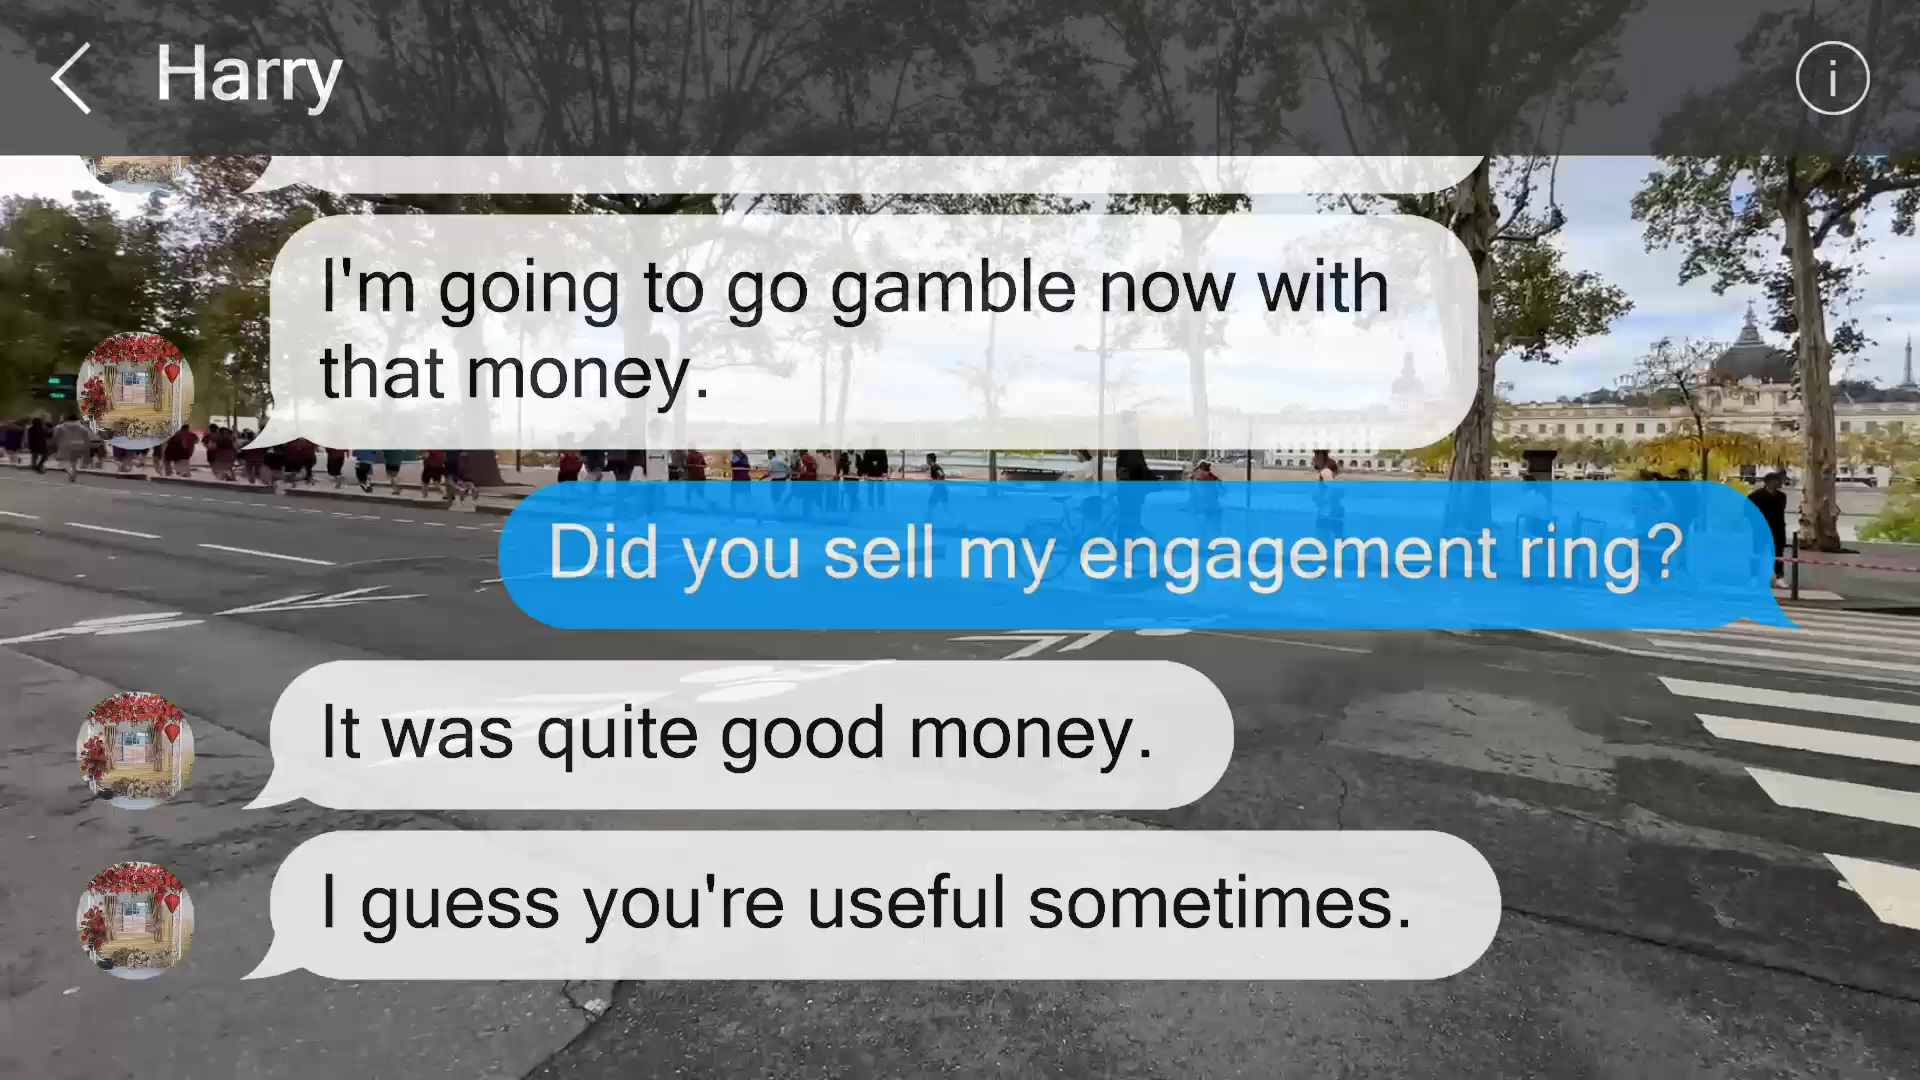 Harry
I'm going to go gamble now with
that money.
Did you sell my engagement ring?
It was quite good money.
I guess you're useful sometimes.